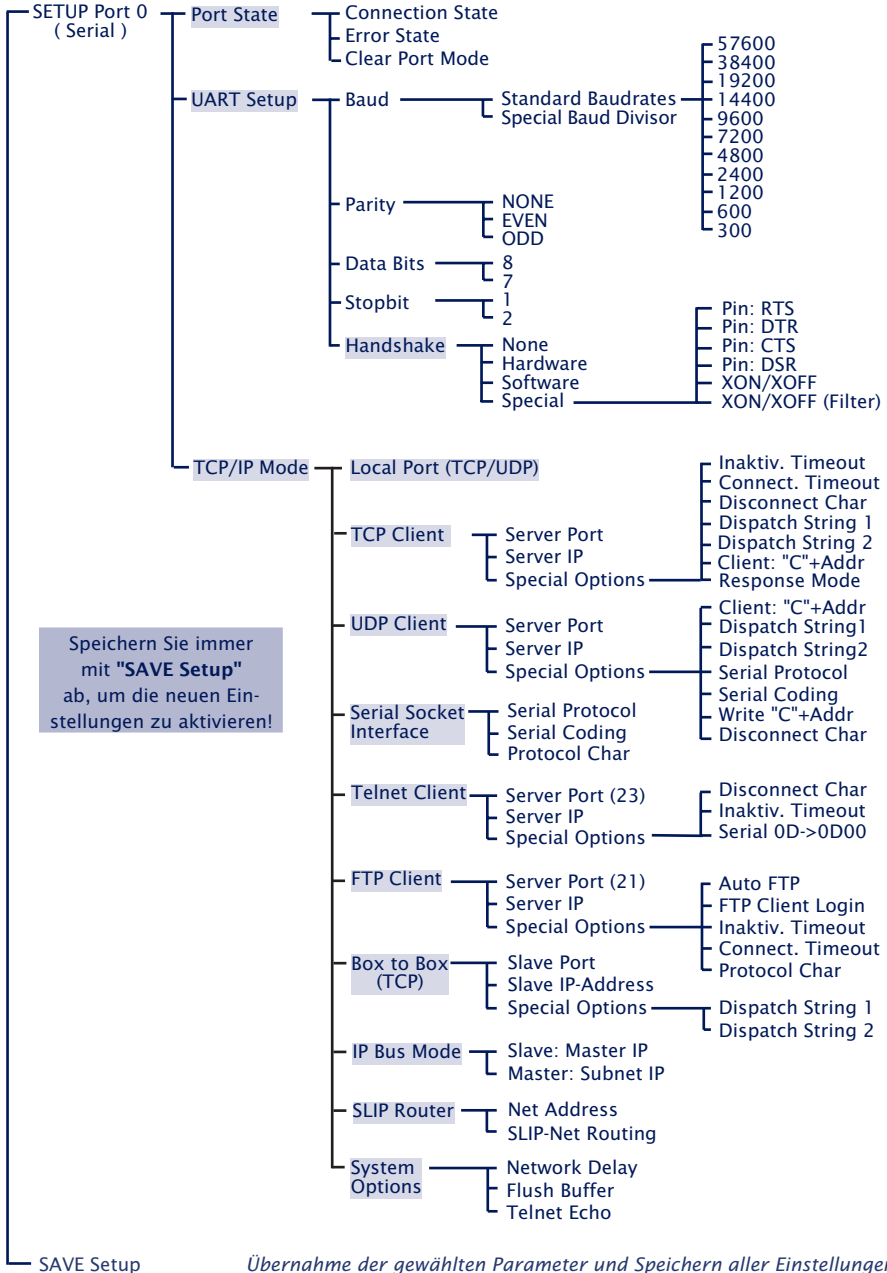 SETUP Port 0
( Serial )
Port State
Connection State
Error State
Clear Port Mode
UART Setup
Baud
Standard Baudrates
Special Baud Divisor
57600
38400
19200
14400
9600
7200
4800
2400
1200
600
300
Parity
NONE
EVEN
ODD
Data Bits
8
7
Stopbit
1
2
Handshake
None
Hardware
Software
Special
Pin: RTS
Pin: DTR
Pin: CTS
Pin: DSR
XON/XOFF
XON/XOFF (Filter)
TCP/IP Mode
Local Port (TCP/UDP)
TCP Client
Server Port
Server IP
Special Options
Inaktiv. Timeout
Connect. Timeout
Disconnect Char
Dispatch String 1
Dispatch String 2
Client: "C"+Addr
Response Mode
UDP Client
Server Port
Server IP
Special Options
Client: "C"+Addr
Dispatch String1
Dispatch String2
Serial Protocol
Serial Coding
Write "C"+Addr
Disconnect Char
Speichern Sie immer
mit "SAVE Setup"
ab, um die neuen Ein-
stellungen zu aktivieren!
Serial Socket
Interface
Serial Protocol
Serial Coding
Protocol Char
Telnet Client
Server Port (23)
Server IP
Special Options
Disconnect Char
Inaktiv. Timeout
Serial 0D->0D00
FTP Client
Server Port (21)
Server IP
Special Options
Auto FTP
FTP Client Login
Inaktiv. Timeout
Connect. Timeout
Protocol Char
Box to Box
(TCP)
Slave Port
Slave IP-Address
Special Options
Dispatch String 1
Dispatch String 2
IP Bus Mode
Slave: Master IP
Master: Subnet IP
SLIP Router
Net Address
SLIP-Net Routing
System
Options
Network Delay
Flush Buffer
Telnet Echo
SAVE Setup
Übernahme der gewählten Parameter und Speichern aller Einstellungen